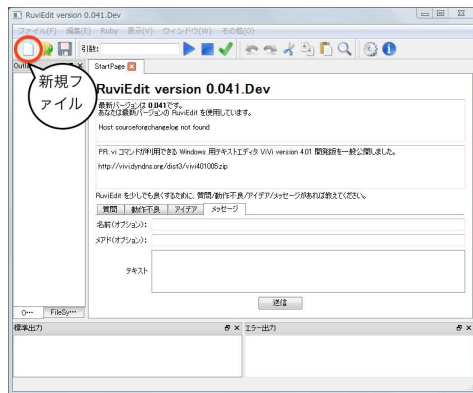 RuviEdit version 0.041.Dev
ファイル(F) 編集(E) Ruby 表示(V) ウィンドウ(W) その他(O)
引数:
StartPage
新規フ
ァイル
RuviEdit version 0.041.Dev
最新バージョンは 0.041です。
あなたは最新バージョンの RuviEdit を使用しています。
Host sourceforgechangelog not found
PR: vi コマンドが利用できる Windows 用テキストエディタ ViVi version 4.01 開発版を一般公開しました。
http://vivi.dyndns.org/dist3/vivi401005.zip
RuviEdit を少しでも良くするために、質問/動作不良/アイデア/メッセージがあれば教えてください。
質問 動作不良 アイデア メッセージ
名前(オプション):
メアド(オプション):
テキスト
送信
O… FileSy…
標準出力 エラー出力